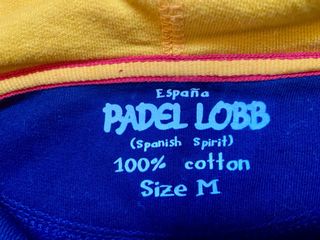 España
PADEL LOBB
(Spanish Spirit)
100% cotton
Size M